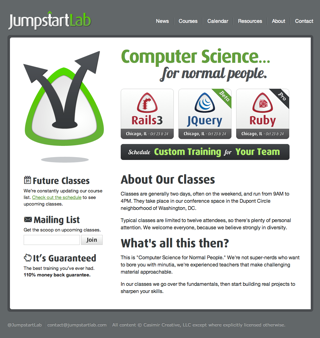 JumpstartLab
News Courses Calendar Resources About Contact
Computer Science...
for normal people.
Beta
Pro
Rails3
JQuery
Ruby
Chicago, IL
Chicago, IL
Chicago, IL
Schedule Custom Training for Your Team
Future Classes
We're constantly updating our course
list. Check out the schedule to see
upcoming classes.
Mailing List
Get the scoop on upcoming classes.
Join
It's Guaranteed
The best training you've ever had.
110% money back guarantee.
About Our Classes
Classes are generally two days, often on the weekend, and run from 9AM to
4PM. They take place in our conference space in the Dupont Circle
neighborhood of Washington, DC.
Typical classes are limited to twelve attendees, so there's plenty of personal
attention. We welcome everyone, because we believe strongly in diversity.
What's all this then?
This is "Computer Science for Normal People." We're not super-nerds who want
to bore you with minutia, we're experienced teachers that make challenging
material approachable.
In our classes we go over the fundamentals, then start building real projects to
sharpen your skills.
@JumpstartLab contact@jumpstartlab.com All content © Casimir Creative, LLC except where explicitly licensed otherwise.